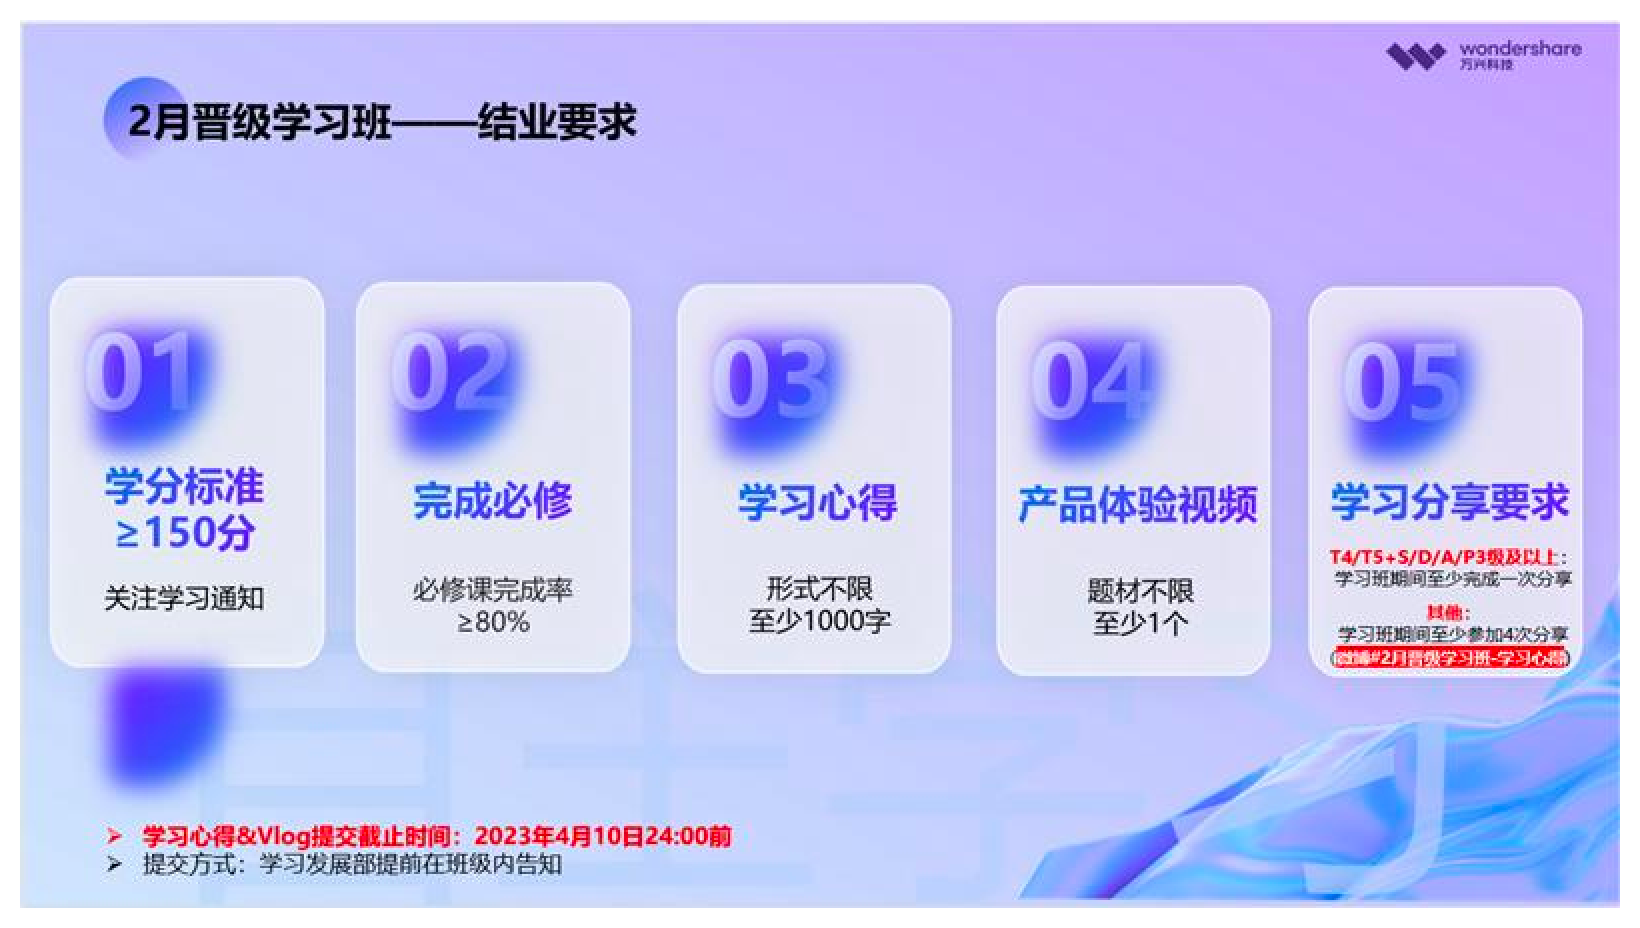 wondershare
万兴科技
2月晋级学习班——结业要求
01
学分标准
≥150分
关注学习通知
02
完成必修
必修课完成率
≥80%
03
学习心得
形式不限
至少1000字
04
产品体验视频
题材不限
至少1个
05
学习分享要求
T4/T5+S/D/A/P3级及以上：
学习班期间至少完成一次分享
其他：
学习班期间至少参加4次分享
#2月晋级学习班-学习心得)
➢ 学习心得&Vlog提交截止时间：2023年4月10日24:00前
➢ 提交方式：学习发展部提前在班级内告知